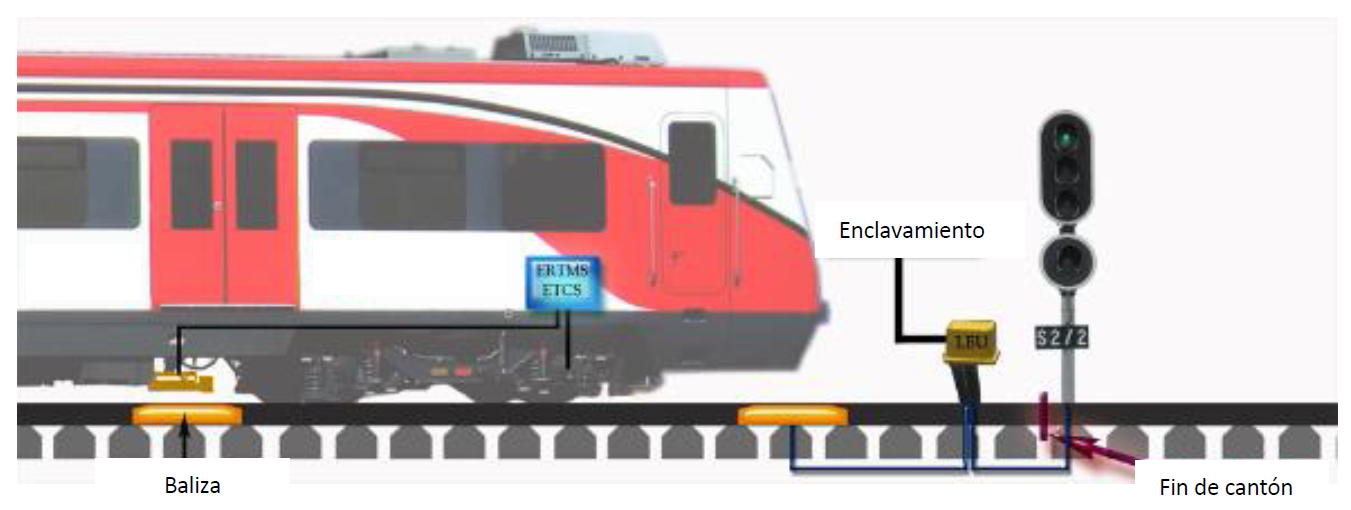 Enclavamiento
ERTMS
ETCS
LEU
S2/2
Baliza
Fin de cantón